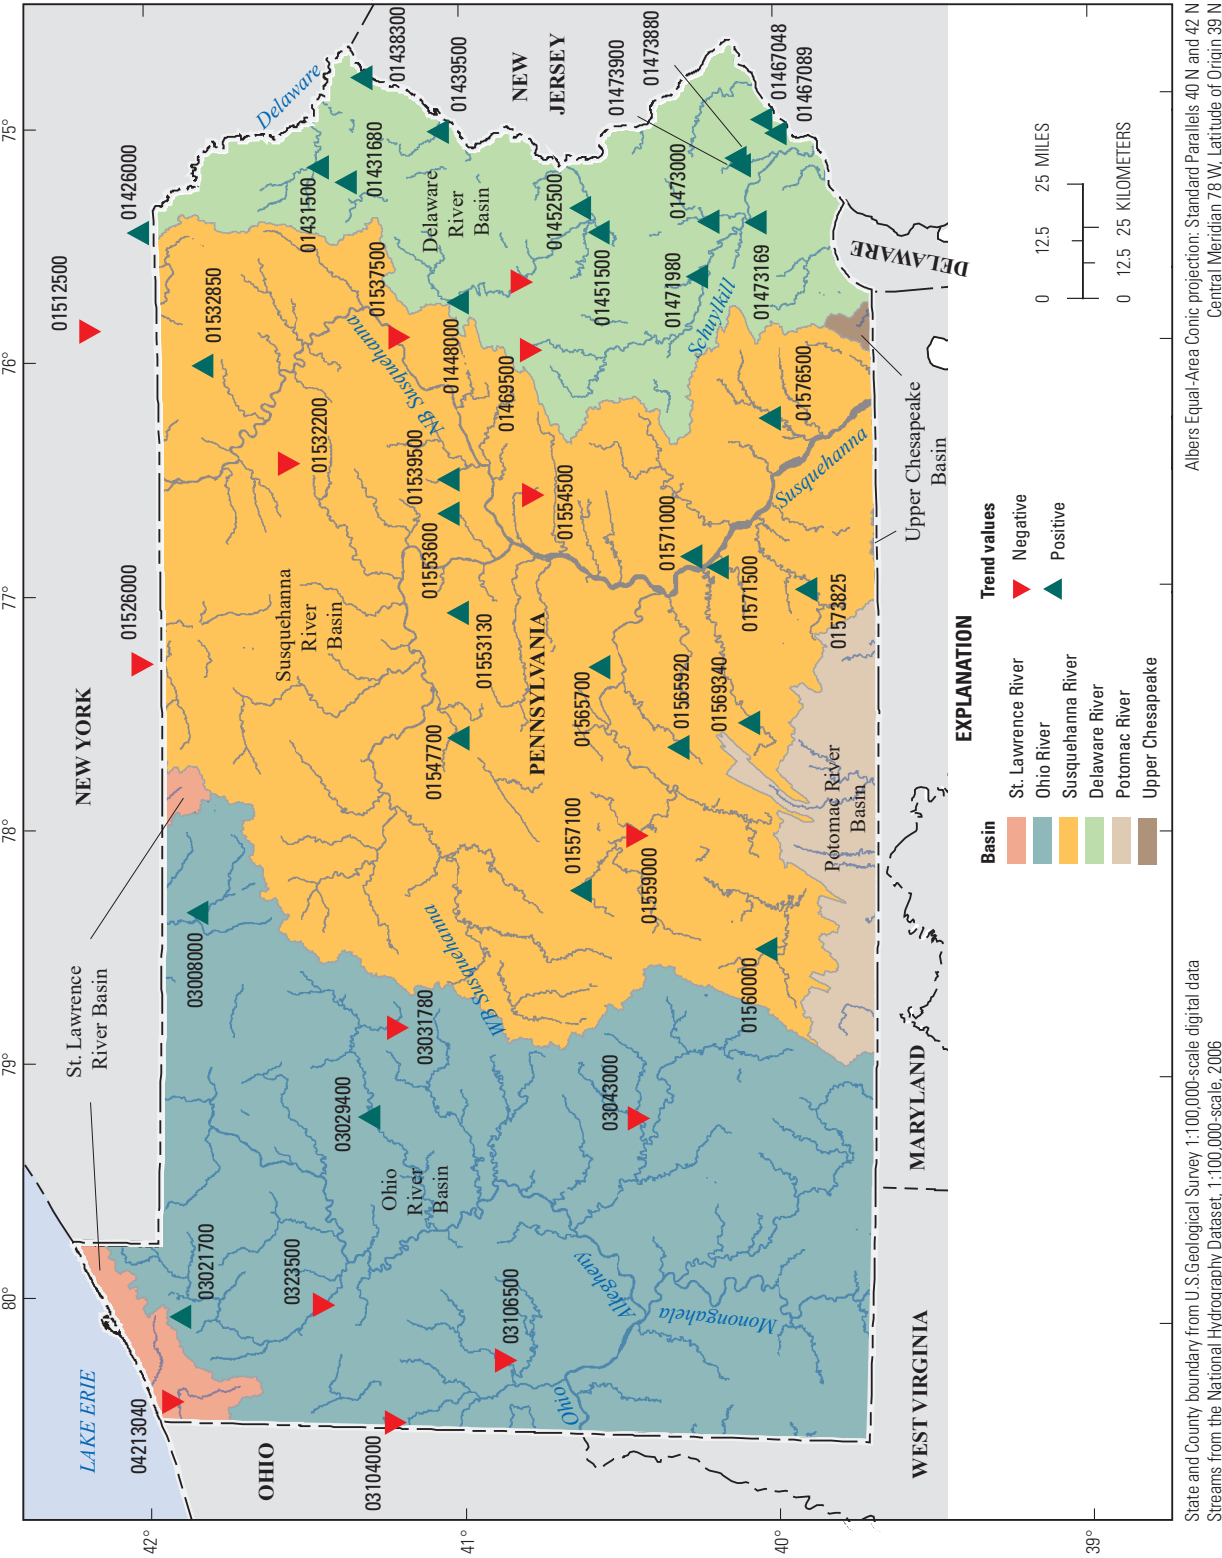 42°
41°
40°
39°
80°
79°
78°
77°
76°
75°
LAKE ERIE
NEW YORK
OHIO
WEST VIRGINIA
MARYLAND
DELAWARE
NEW
JERSEY
PENNSYLVANIA
St. Lawrence
River Basin
Ohio
River
Basin
Susquehanna
River
Basin
Delaware
River
Basin
Potomac River
Basin
Upper Chesapeake
Basin
Ohio
Allegheny
Monongahela
WB Susquehanna
NB Susquehanna
Susquehanna
Schuylkill
Delaware
04213040
03021700
0323500
03104000
03106500
03029400
03008000
03031780
03043000
01526000
01512500
01426000
01532850
01532200
01537500
01431500
01431680
01438300
01439500
01448000
01469500
01452500
01451500
01471980
01473000
01473169
01473900
01473880
01467048
01467089
01539500
01553600
01554500
01553130
01547700
01557100
01559000
01560000
01565700
01565920
01569340
01571000
01571500
01573825
01576500
EXPLANATION
Basin
St. Lawrence River
Ohio River
Susquehanna River
Delaware River
Potomac River
Upper Chesapeake
Trend values
Negative
Positive
0 12.5 25 MILES
0 12.5 25 KILOMETERS
State and County boundary from U.S.Geological Survey 1:100,000-scale digital data
Streams from the National Hydrography Dataset, 1:100,000-scale, 2006
Albers Equal-Area Conic projection: Standard Parallels 40 N and 42 N
Central Meridian 78 W, Latitude of Origin 39 N